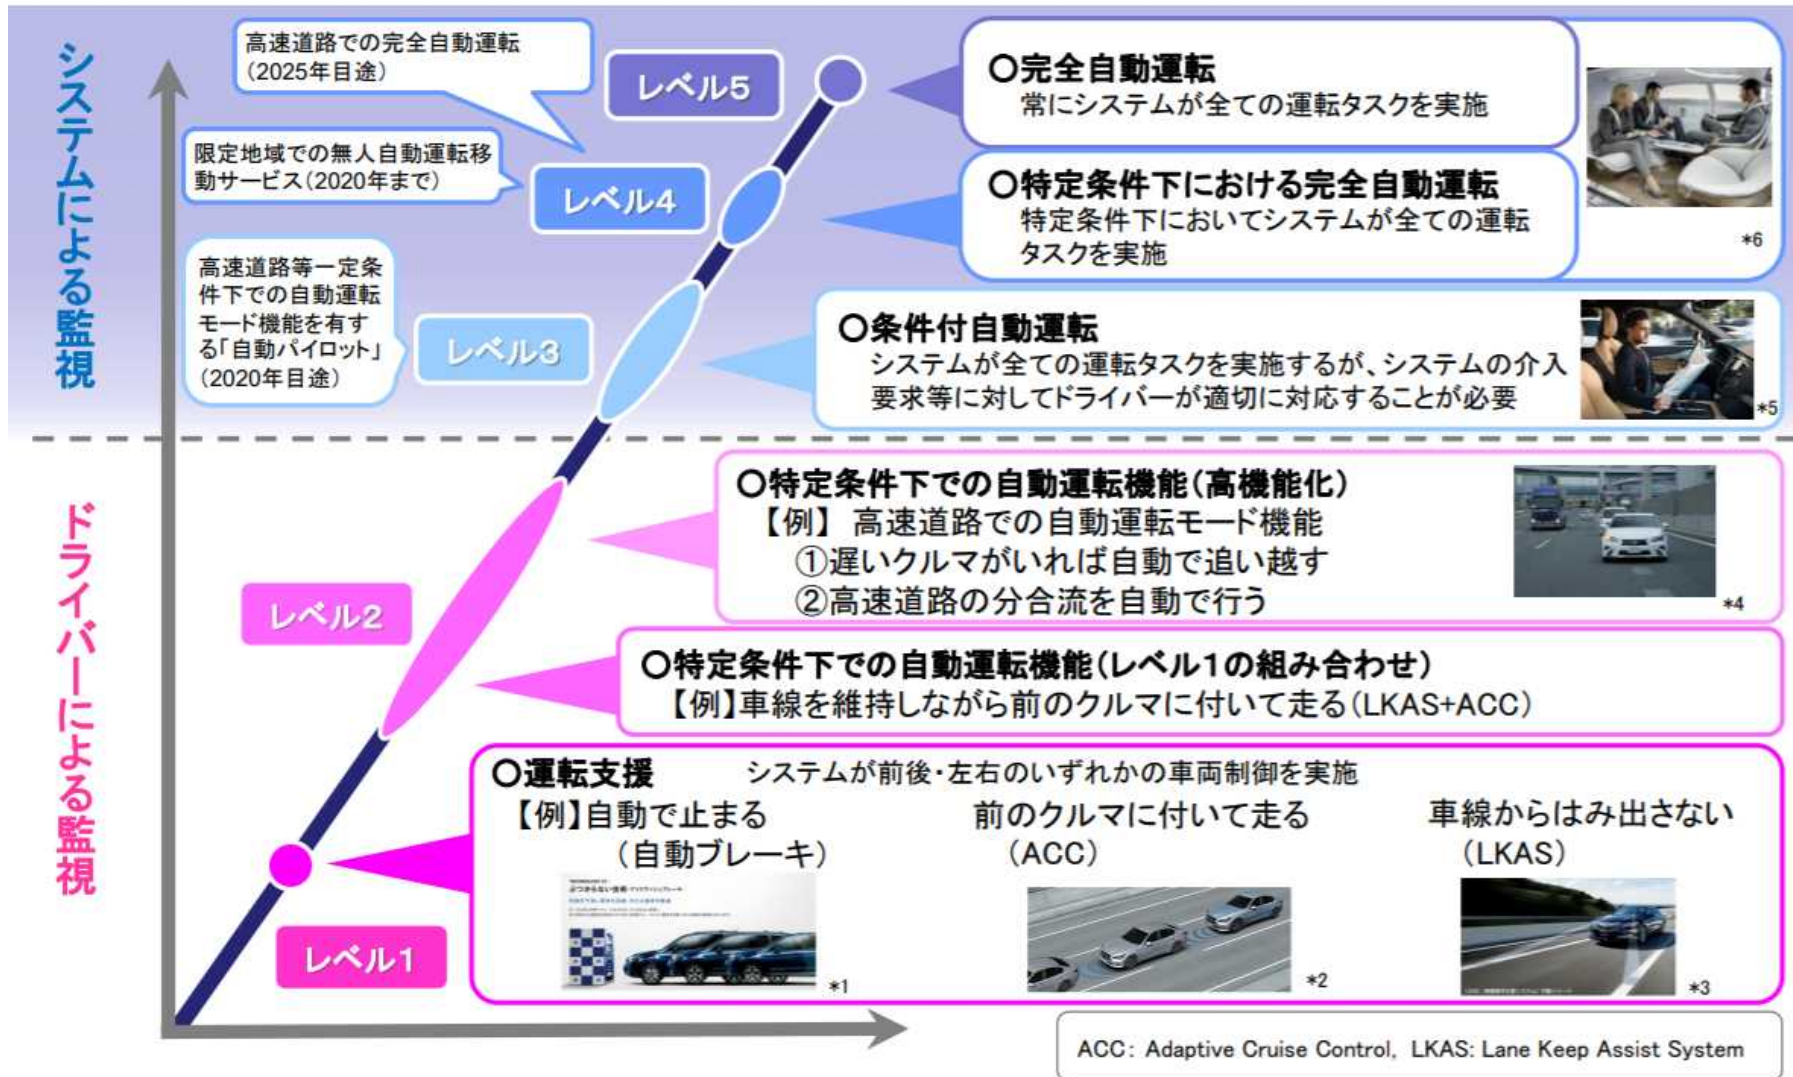 システムによる監視
高速道路での完全自動運転
(2025年目途)
レベル5
○完全自動運転
常にシステムが全ての運転タスクを実施
限定地域での無人自動運転移
動サービス(2020年まで)
レベル4
○特定条件下における完全自動運転
特定条件下においてシステムが全ての運転
タスクを実施
*6
高速道路等一定条
件下での自動運転
モード機能を有す
る「自動パイロット」
(2020年目途)
レベル3
○条件付自動運転
システムが全ての運転タスクを実施するが、システムの介入
要求等に対してドライバーが適切に対応することが必要
*5
ドライバーによる監視
○特定条件下での自動運転機能(高機能化)
【例】 高速道路での自動運転モード機能
①遅いクルマがいれば自動で追い越す
②高速道路の分合流を自動で行う
*4
レベル2
○特定条件下での自動運転機能(レベル1の組み合わせ)
【例】車線を維持しながら前のクルマに付いて走る(LKAS+ACC)
○運転支援 システムが前後・左右のいずれかの車両制御を実施
【例】自動で止まる
(自動ブレーキ)
前のクルマに付いて走る
(ACC)
車線からはみ出さない
(LKAS)
レベル1
*1
*2
*3
ACC: Adaptive Cruise Control, LKAS: Lane Keep Assist System